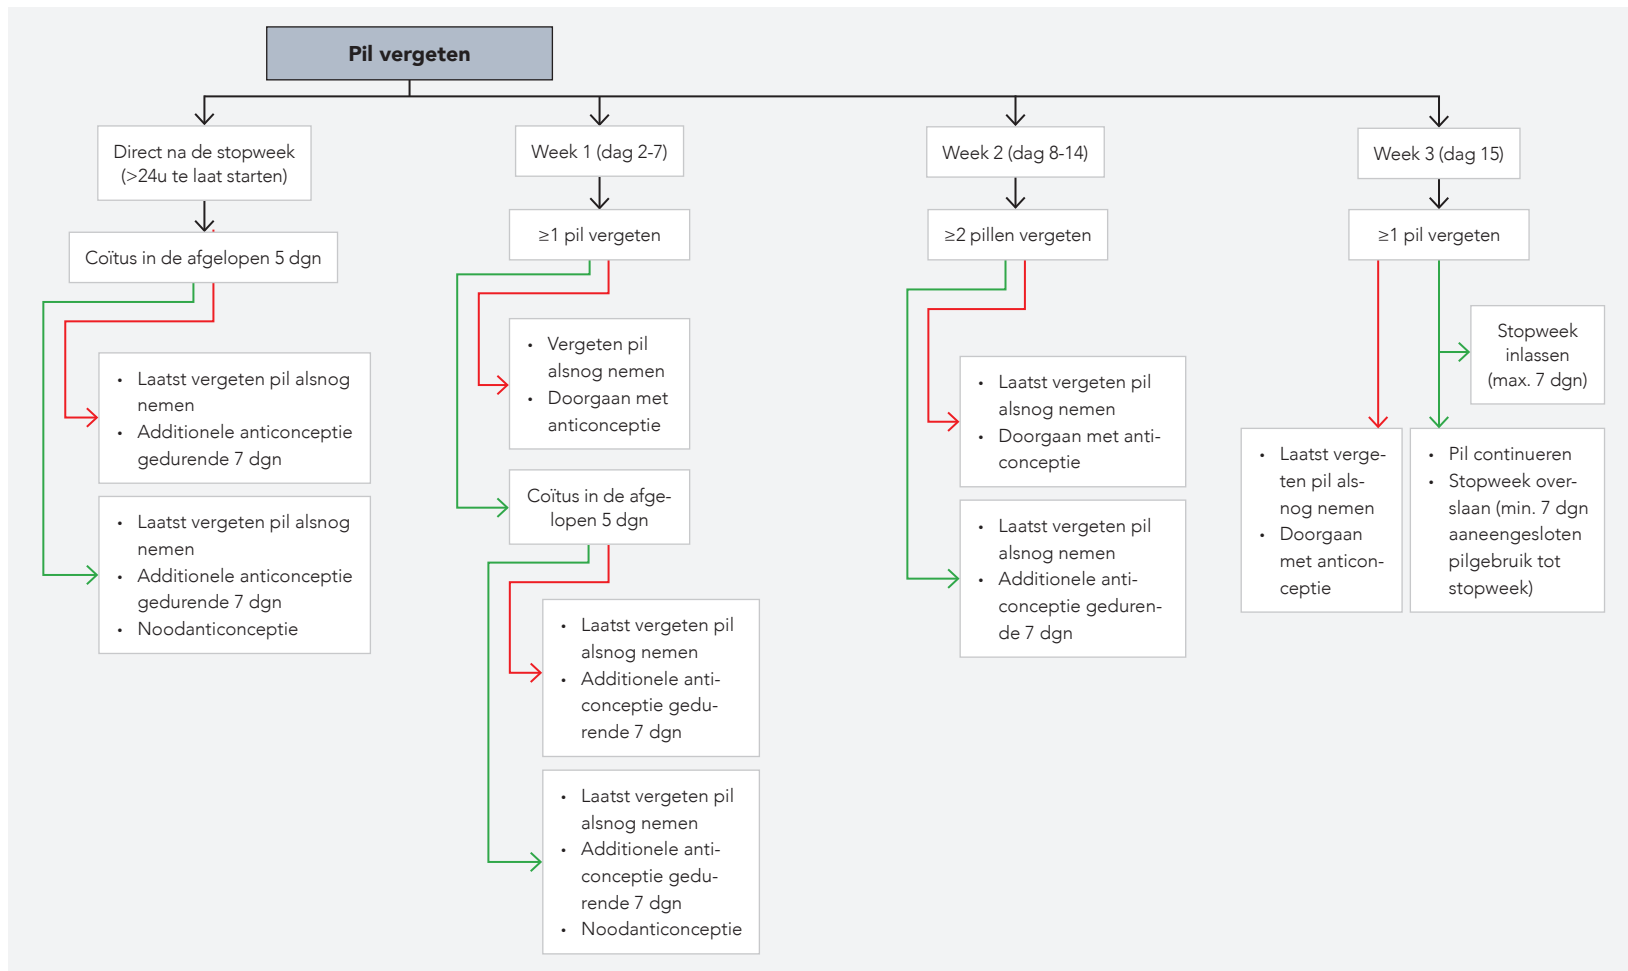 Pil vergeten
Direct na de stopweek
(>24u te laat starten)
Coïtus in de afgelopen 5 dgn
• Laatst vergeten pil alsnog
nemen
• Additionele anticonceptie
gedurende 7 dgn
• Laatst vergeten pil alsnog
nemen
• Additionele anticonceptie
gedurende 7 dgn
• Noodanticonceptie
Week 1 (dag 2-7)
≥1 pil vergeten
• Vergeten pil
alsnog nemen
• Doorgaan met
anticonceptie
Coïtus in de afge-
lopen 5 dgn
• Laatst vergeten pil
alsnog nemen
• Additionele anti-
conceptie gedu-
rende 7 dgn
• Laatst vergeten pil
alsnog nemen
• Additionele anti-
conceptie gedu-
rende 7 dgn
• Noodanticonceptie
Week 2 (dag 8-14)
≥2 pillen vergeten
• Laatst vergeten pil
alsnog nemen
• Doorgaan met anti-
conceptie
• Laatst vergeten pil
alsnog nemen
• Additionele anti-
conceptie geduren-
de 7 dgn
Week 3 (dag 15)
≥1 pil vergeten
Stopweek
inlassen
(max. 7 dgn)
• Laatst verge-
ten pil als-
nog nemen
• Doorgaan
met anticon-
ceptie
• Pil continueren
• Stopweek over-
slaan (min. 7 dgn
aaneengesloten
pilgebruik tot
stopweek)